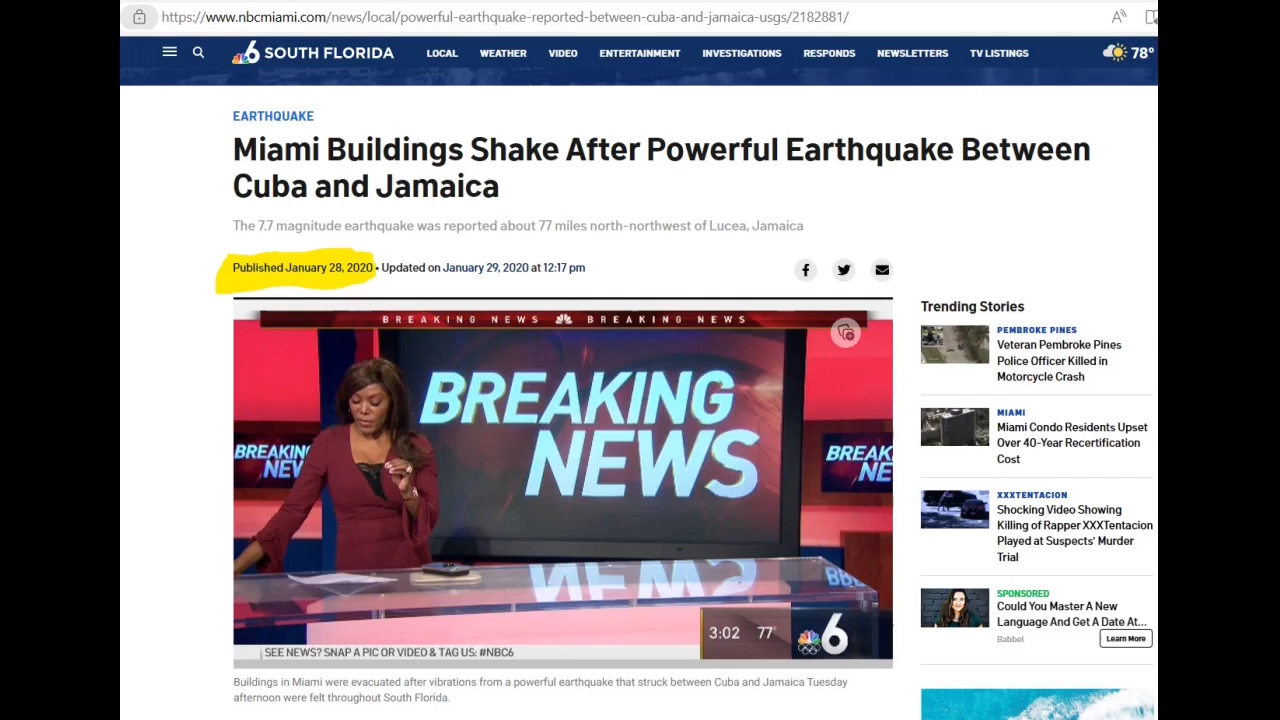 https://www.nbcmiami.com/news/local/powerful-earthquake-reported-between-cuba-and-jamaica-usgs/2182881/
6 SOUTH FLORIDA
LOCAL WEATHER VIDEO ENTERTAINMENT INVESTIGATIONS RESPONDS NEWSLETTERS TV LISTINGS
78°
EARTHQUAKE
Miami Buildings Shake After Powerful Earthquake Between
Cuba and Jamaica
The 7.7 magnitude earthquake was reported about 77 miles north-northwest of Lucea, Jamaica
Published January 28, 2020 • Updated on January 29, 2020 at 12:17 pm
BREAKING NEWS BREAKING NEWS
BREAKING
NEWS
BREAKING
NEW
BREAK
NE
3:02 77°
6
SEE NEWS? SNAP A PIC OR VIDEO & TAG US: #NBC6
Buildings in Miami were evacuated after vibrations from a powerful earthquake that struck between Cuba and Jamaica Tuesday
afternoon were felt throughout South Florida.
Trending Stories
PEMBROKE PINES
Veteran Pembroke Pines
Police Officer Killed in
Motorcycle Crash
MIAMI
Miami Condo Residents Upset
Over 40-Year Recertification
Cost
XXXTENTACION
Shocking Video Showing
Killing of Rapper XXXTentacion
Played at Suspects' Murder
Trial
SPONSORED
Could You Master A New
Language And Get A Date At...
Babbel
Learn More